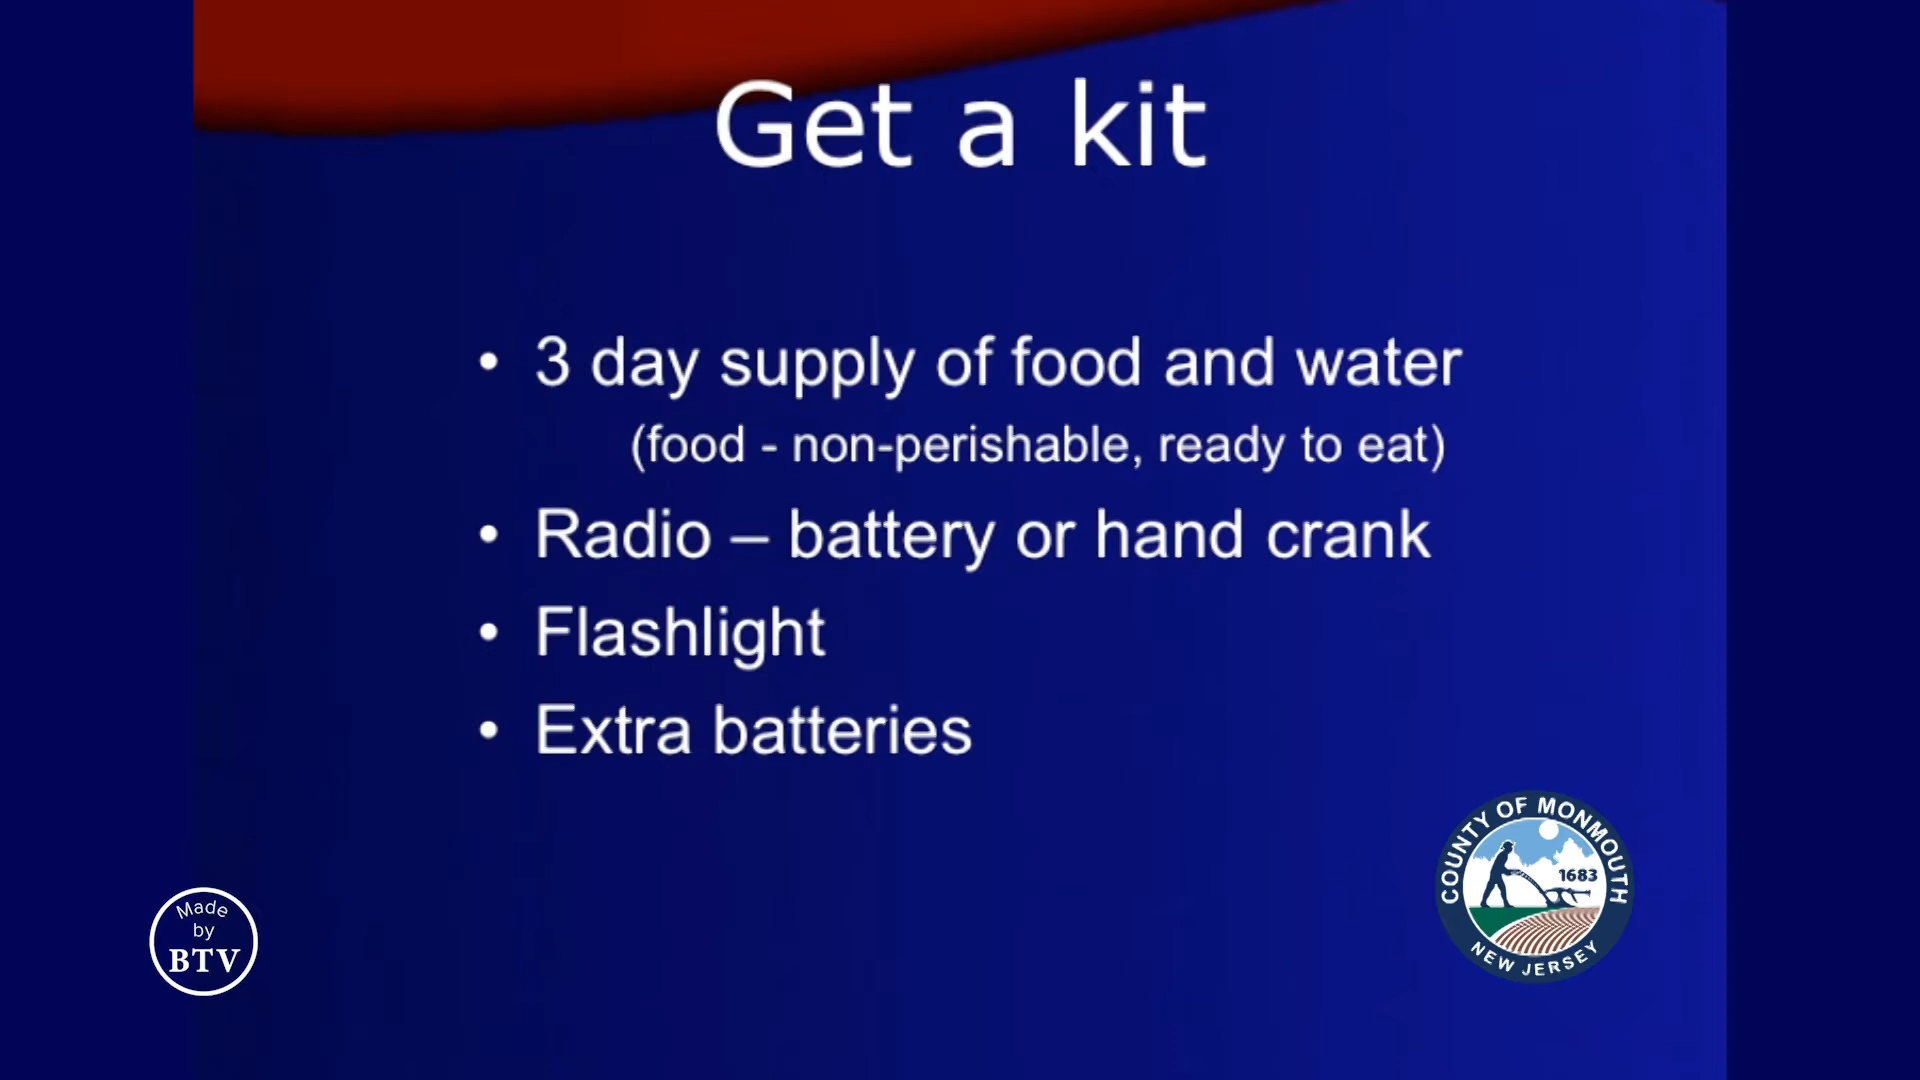 Get a kit
• 3 day supply of food and water
(food - non-perishable, ready to eat)
• Radio – battery or hand crank
• Flashlight
• Extra batteries
COUNTY OF MONMOUTH
1683
NEW JERSEY
Made
by
BTV